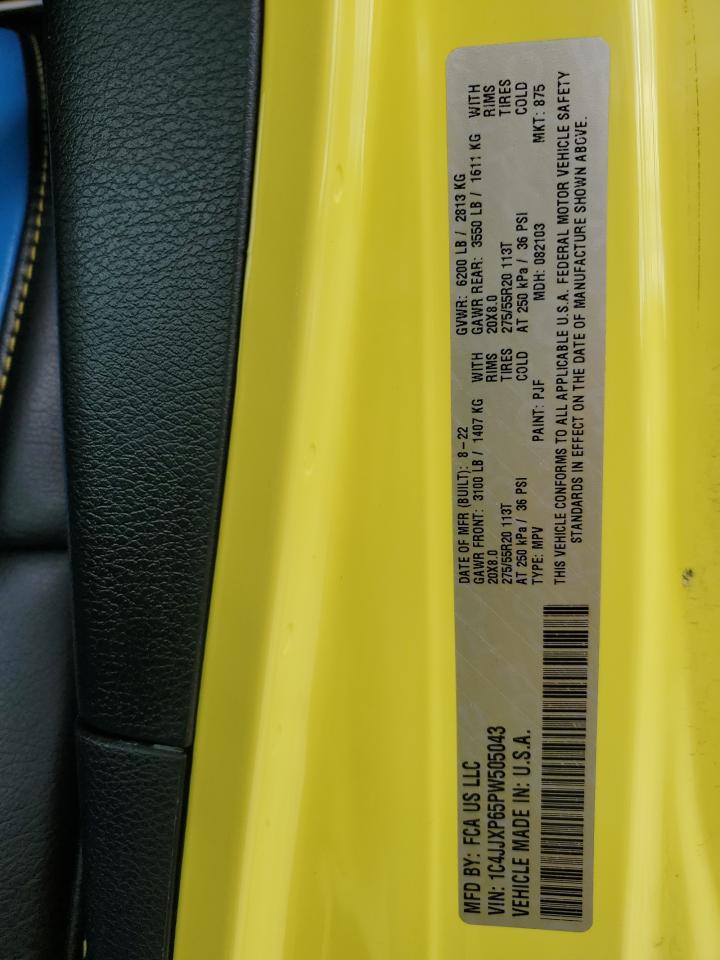 MFD BY: FCA US LLC
VIN: 1C4JJXP65PW505043
VEHICLE MADE IN: U.S.A.
DATE OF MFR (BUILT): 8-22 GVWR: 6200 LB / 2813 KG
GAWR FRONT: 3100 LB / 1407 KG WITH GAWR REAR: 3550 LB / 1611 KG WITH
20X8.0 RIMS 20X8.0 RIMS
275/55R20 113T TIRES 275/55R20 113T TIRES
AT 250 kPa / 36 PSI COLD AT 250 kPa / 36 PSI COLD
TYPE: MPV PAINT: PJF MDH: 082103 MKT: 875
THIS VEHICLE CONFORMS TO ALL APPLICABLE U.S.A. FEDERAL MOTOR VEHICLE SAFETY
STANDARDS IN EFFECT ON THE DATE OF MANUFACTURE SHOWN ABOVE.